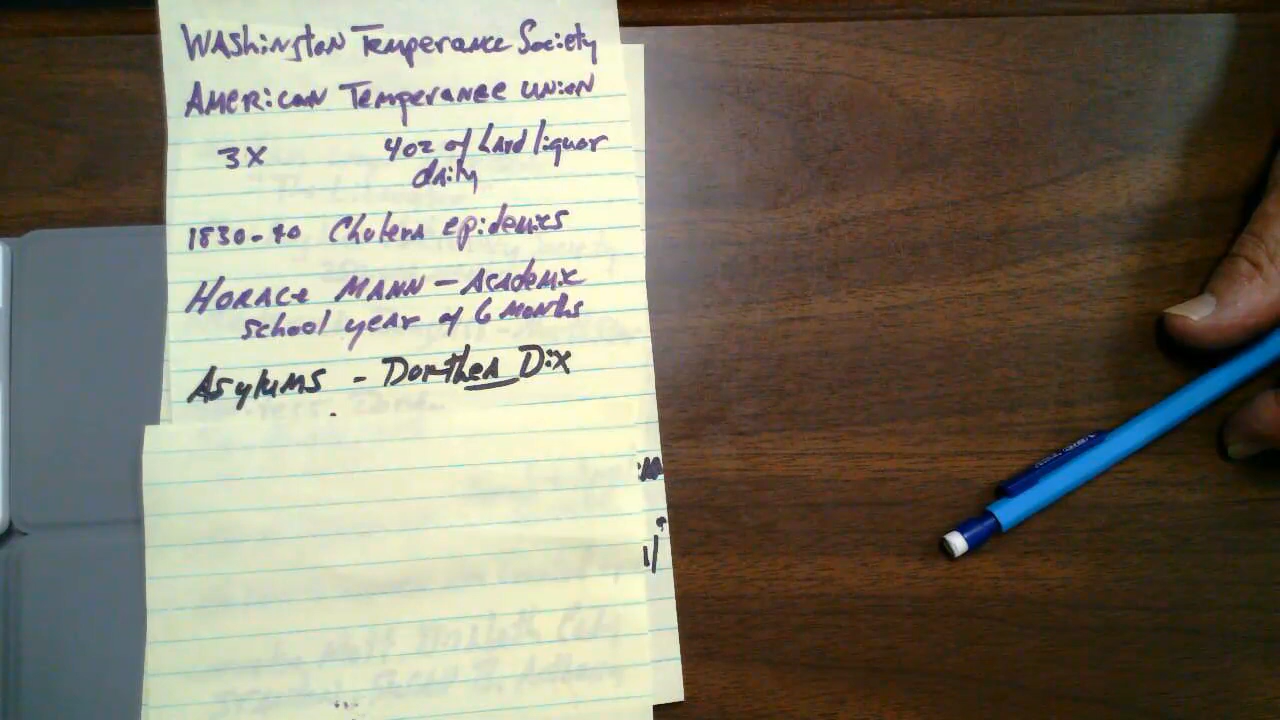 Washington Temperance Society
American Temperance Union
3X 4oz of hard liquor
daily
1830-40 Cholera epidemics
Horace Mann - Academic
school year of 6 months
Asylums - Dorthea Dix